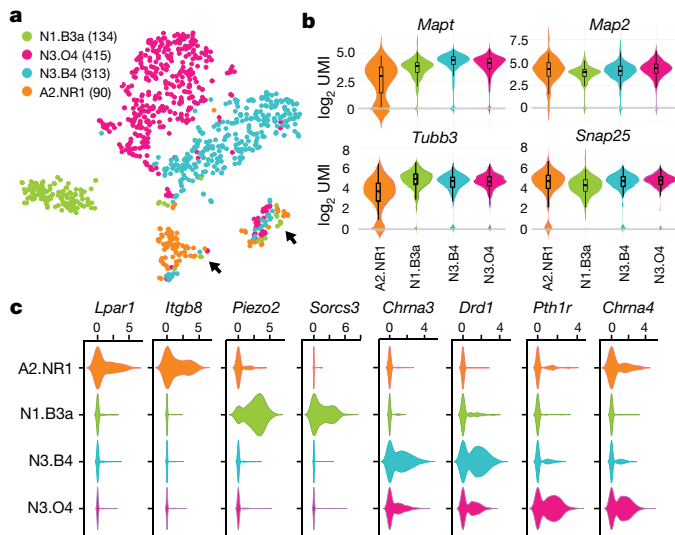 a
N1.B3a (134)
N3.O4 (415)
N3.B4 (313)
A2.NR1 (90)
b
Mapt
Map2
log2 UMI
5.0
2.5
0
7.5
5.0
2.5
0
Tubb3
Snap25
log2 UMI
8
6
4
2
0
8
6
4
2
0
A2.NR1
N1.B3a
N3.B4
N3.O4
A2.NR1
N1.B3a
N3.B4
N3.O4
c
Lpar1 Itgb8 Piezo2 Sorcs3 Chrna3 Drd1 Pth1r Chrna4
0 5 0 5 0 5 0 6 0 4 0 4 0 4 0 4
A2.NR1
N1.B3a
N3.B4
N3.O4